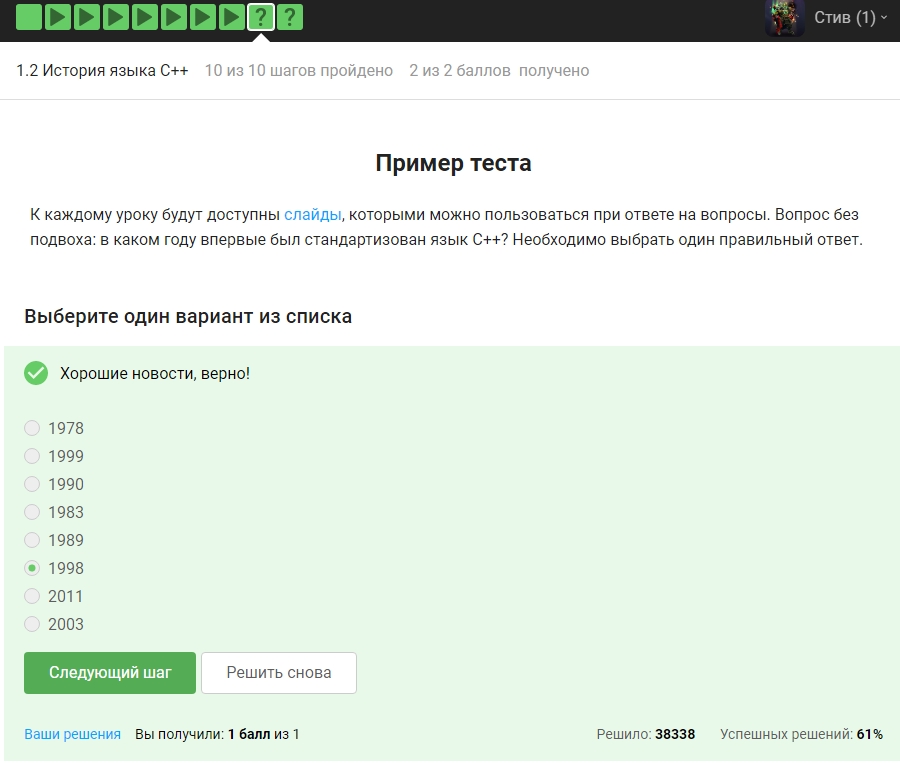 ? ?
Стив (1)
1.2 История языка C++ 10 из 10 шагов пройдено 2 из 2 баллов получено
Пример теста
К каждому уроку будут доступны слайды, которыми можно пользоваться при ответе на вопросы. Вопрос без
подвоха: в каком году впервые был стандартизован язык C++? Необходимо выбрать один правильный ответ.
Выберите один вариант из списка
Хорошие новости, верно!
1978
1999
1990
1983
1989
1998
2011
2003
Следующий шаг Решить снова
Ваши решения Вы получили: 1 балл из 1 Решило: 38338 Успешных решений: 61%